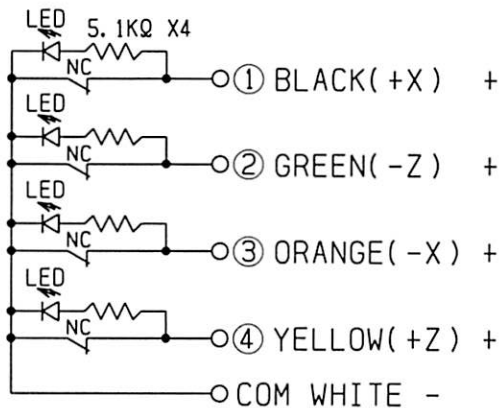 LED
5.1KΩ X4
NC
① BLACK(+X) +
LED
NC
② GREEN(-Z) +
LED
NC
③ ORANGE(-X) +
LED
NC
④ YELLOW(+Z) +
COM WHITE -